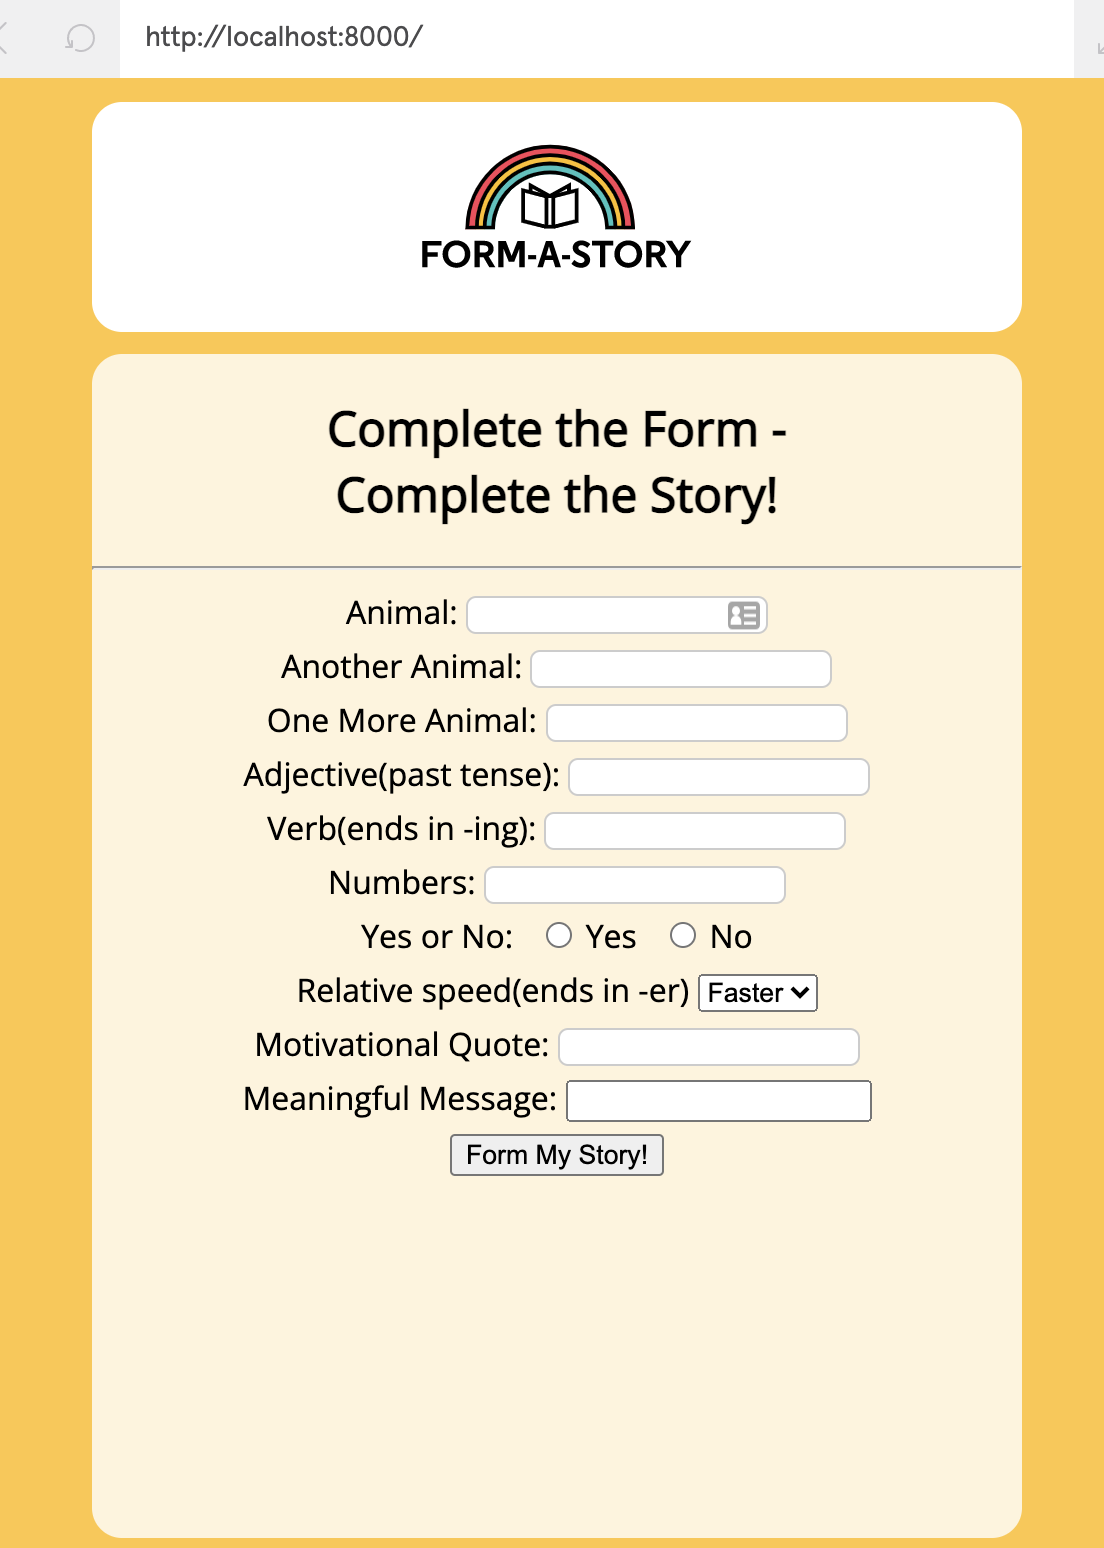 http://localhost:8000/
FORM-A-STORY
Complete the Form -
Complete the Story!
Animal:
Another Animal:
One More Animal:
Adjective(past tense):
Verb(ends in -ing):
Numbers:
Yes or No: Yes No
Relative speed(ends in -er) Faster
Motivational Quote:
Meaningful Message:
Form My Story!